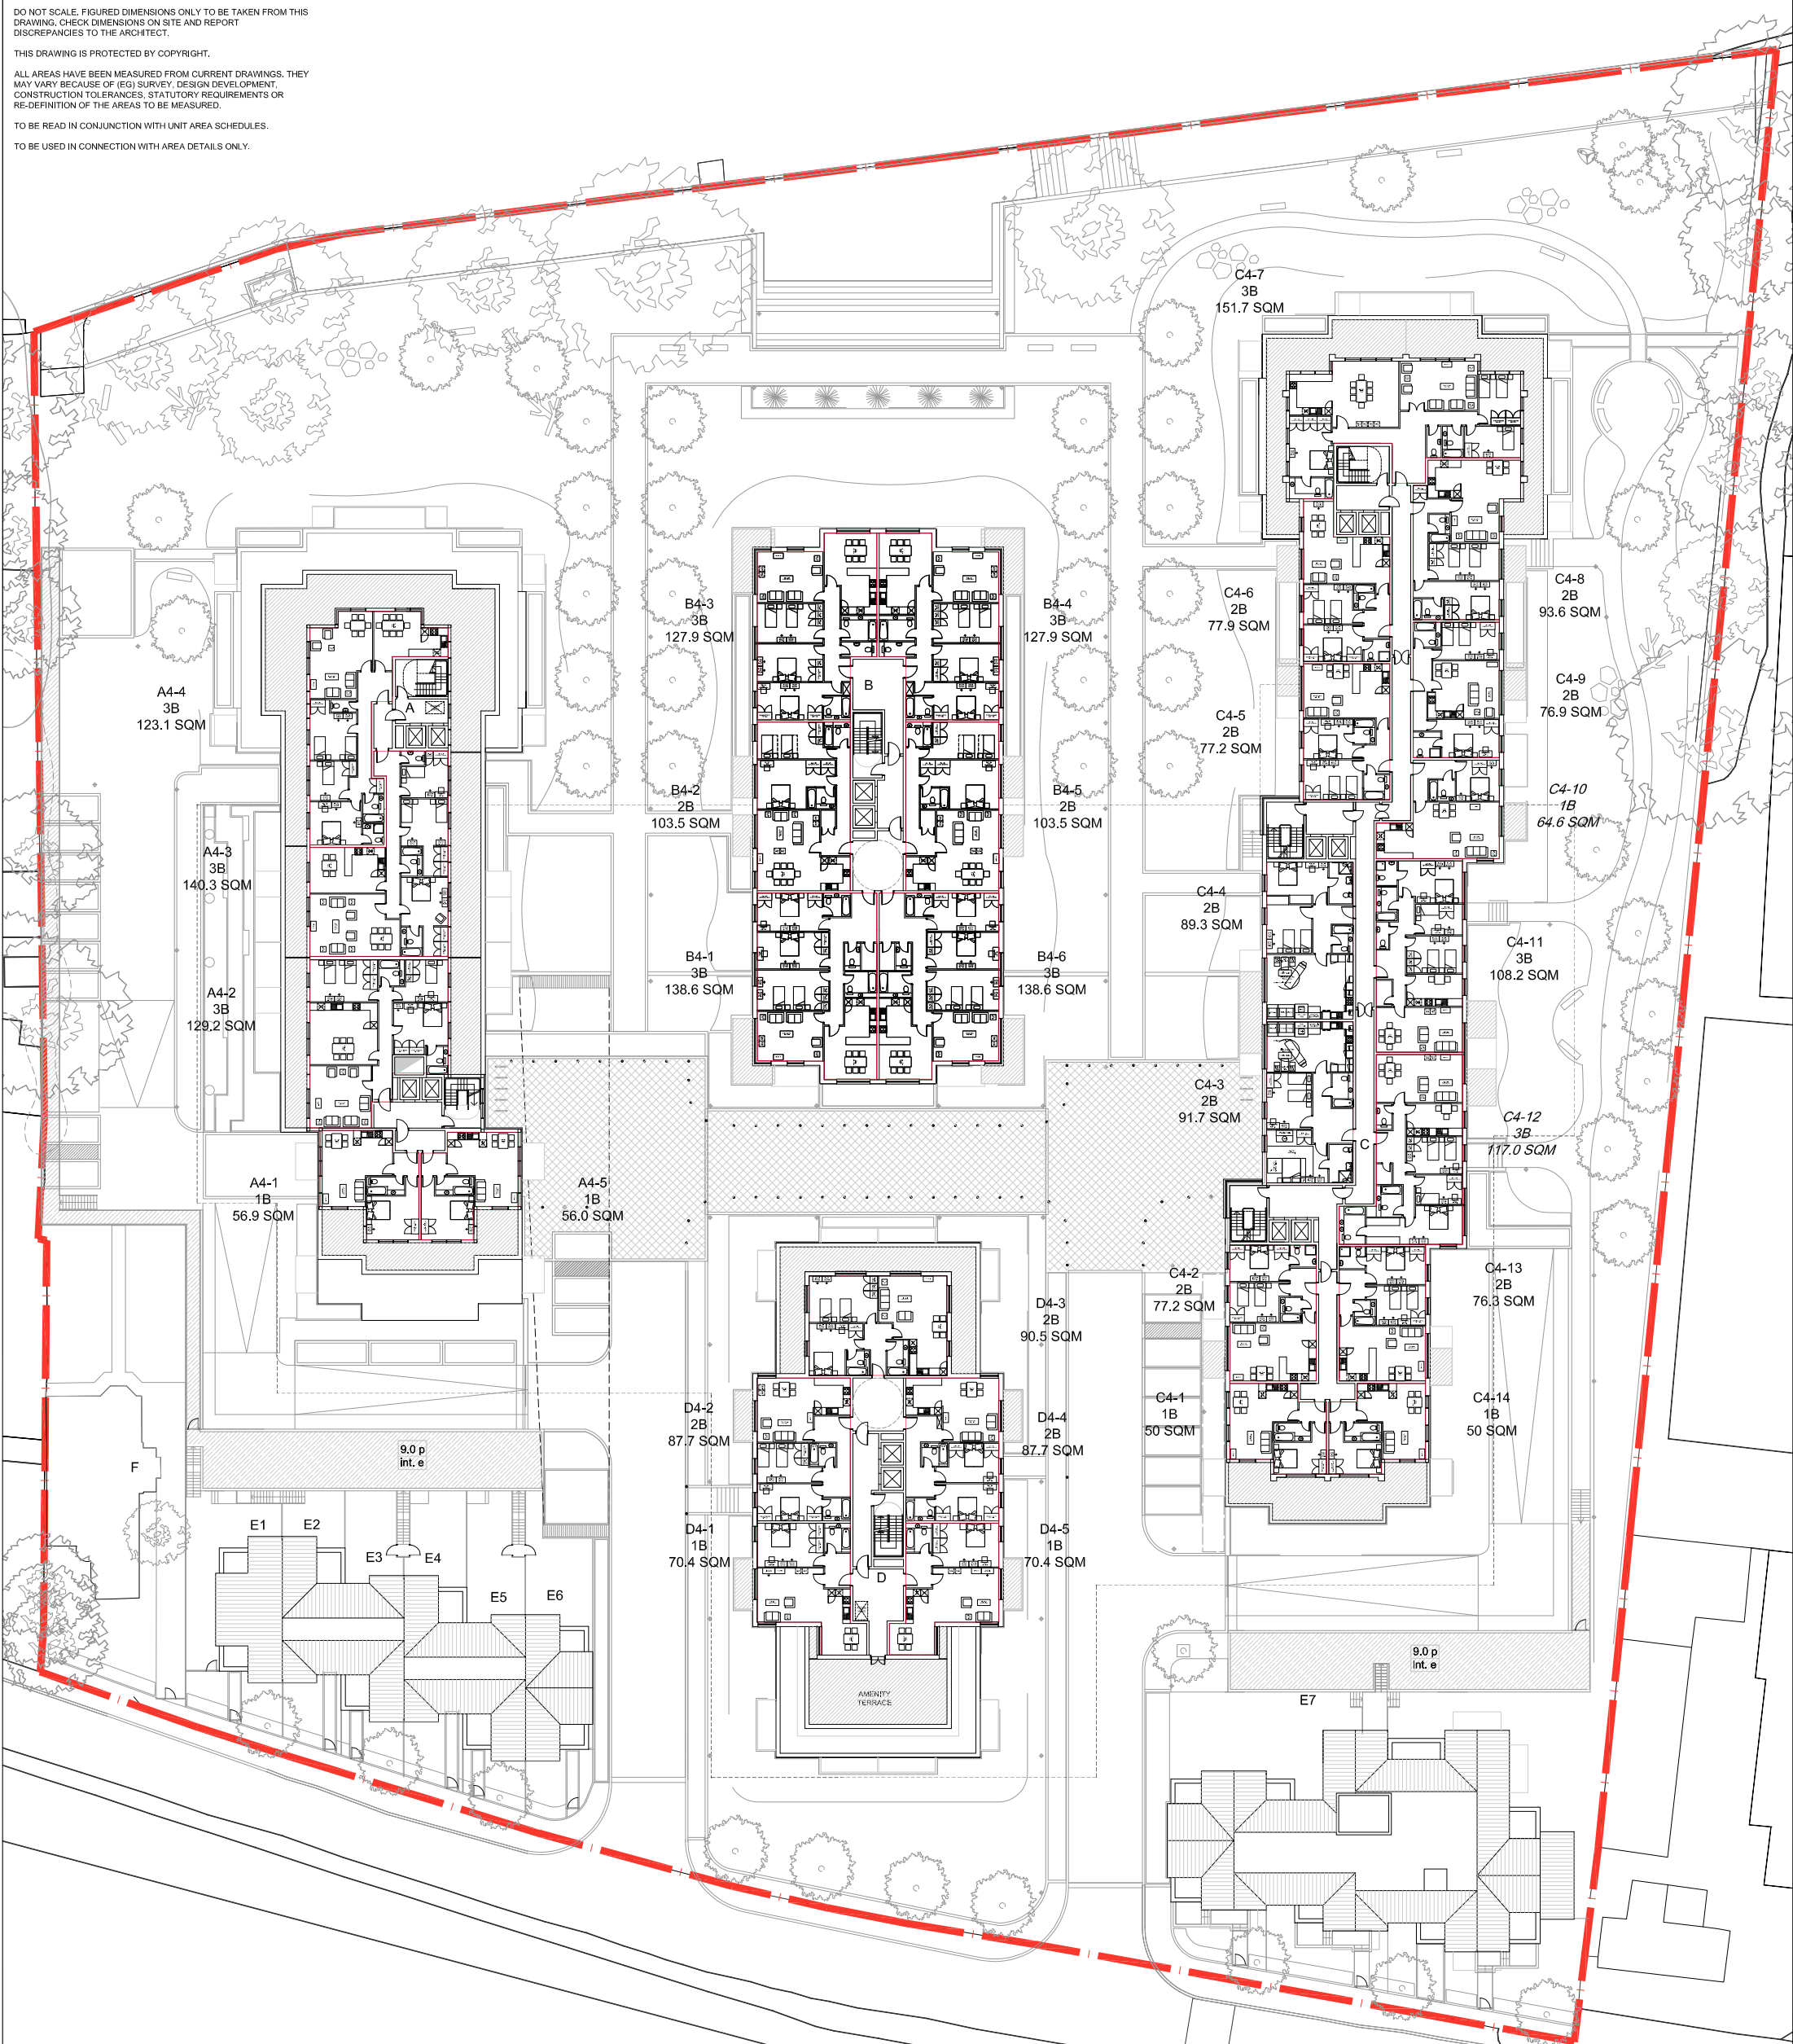 DO NOT SCALE. FIGURED DIMENSIONS ONLY TO BE TAKEN FROM THIS
DRAWING. CHECK DIMENSIONS ON SITE AND REPORT
DISCREPANCIES TO THE ARCHITECT.
THIS DRAWING IS PROTECTED BY COPYRIGHT.
ALL AREAS HAVE BEEN MEASURED FROM CURRENT DRAWINGS. THEY
MAY VARY BECAUSE OF (EG) SURVEY, DESIGN DEVELOPMENT,
CONSTRUCTION TOLERANCES, STATUTORY REQUIREMENTS OR
RE-DEFINITION OF THE AREAS TO BE MEASURED.
TO BE READ IN CONJUNCTION WITH UNIT AREA SCHEDULES.
TO BE USED IN CONNECTION WITH AREA DETAILS ONLY.
C4-7
3B
151.7 SQM
A4-4
3B
123.1 SQM
A
A4-3
3B
140.3 SQM
A4-2
3B
129.2 SQM
A4-1
1B
56.9 SQM
A4-5
1B
56.0 SQM
B4-3
3B
127.9 SQM
B4-4
3B
127.9 SQM
B
B4-2
2B
103.5 SQM
B4-5
2B
103.5 SQM
B4-1
3B
138.6 SQM
B4-6
3B
138.6 SQM
C4-6
2B
77.9 SQM
C4-8
2B
93.6 SQM
C4-5
2B
77.2 SQM
C4-9
2B
76.9 SQM
C4-10
1B
64.6 SQM
C4-4
2B
89.3 SQM
C4-11
3B
108.2 SQM
C4-3
2B
91.7 SQM
C4-12
3B
117.0 SQM
C
C4-2
2B
77.2 SQM
C4-13
2B
76.3 SQM
C4-1
1B
50 SQM
C4-14
1B
50 SQM
D4-3
2B
90.5 SQM
D4-2
2B
87.7 SQM
D4-4
2B
87.7 SQM
D4-1
1B
70.4 SQM
D4-5
1B
70.4 SQM
D
AMENITY
TERRACE
9.0 p
int. e
F
E1
E2
E3
E4
E5
E6
9.0 p
int. e
E7